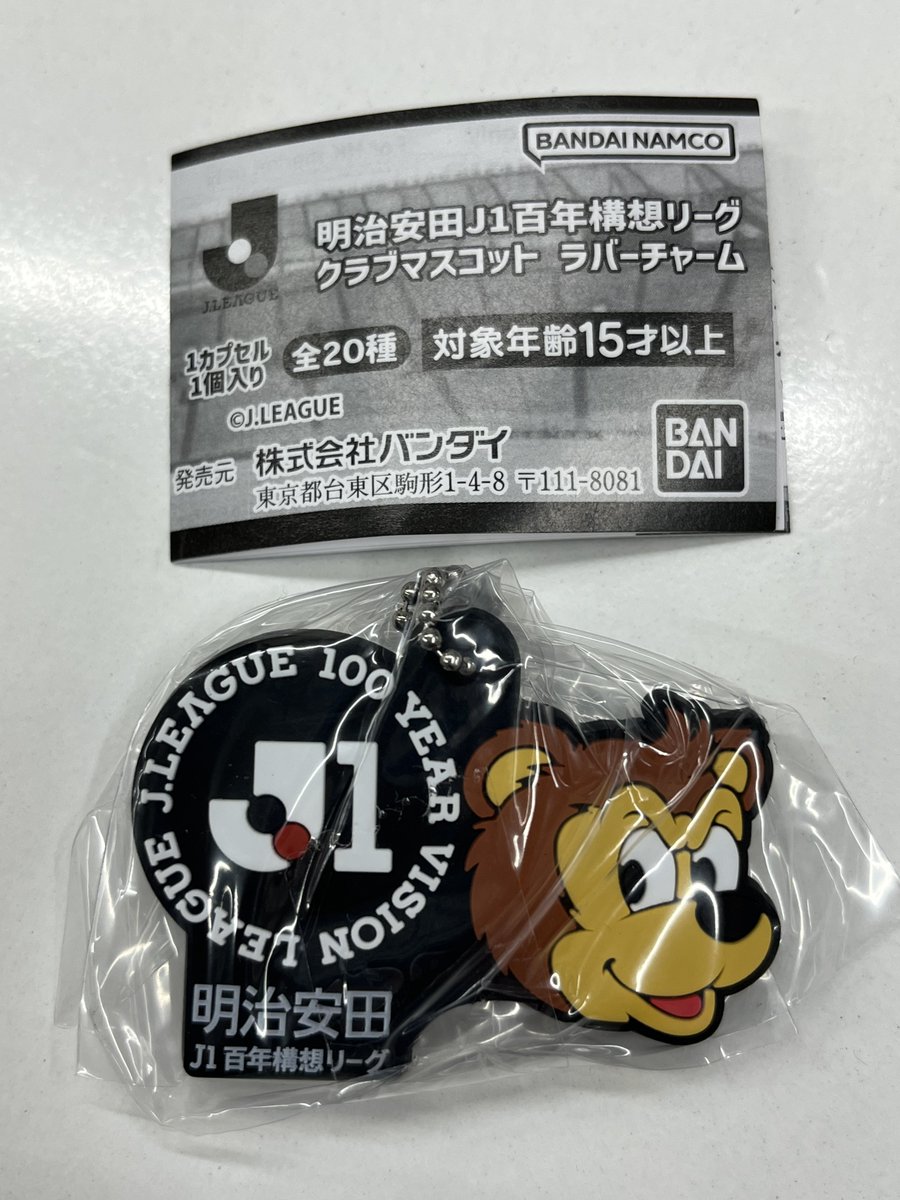 BANDAI NAMCO
J.LEAGUE
明治安田J1百年構想リーグ
クラブマスコット ラバーチャーム
1カプセル
1個入り
全20種
対象年齢15才以上
©J.LEAGUE
発売元
株式会社バンダイ
東京都台東区駒形1-4-8 〒111-8081
BAN
DAI
J.LEAGUE 100 YEAR VISION LEAGUE
J1
明治安田
J1 百年構想リーグ